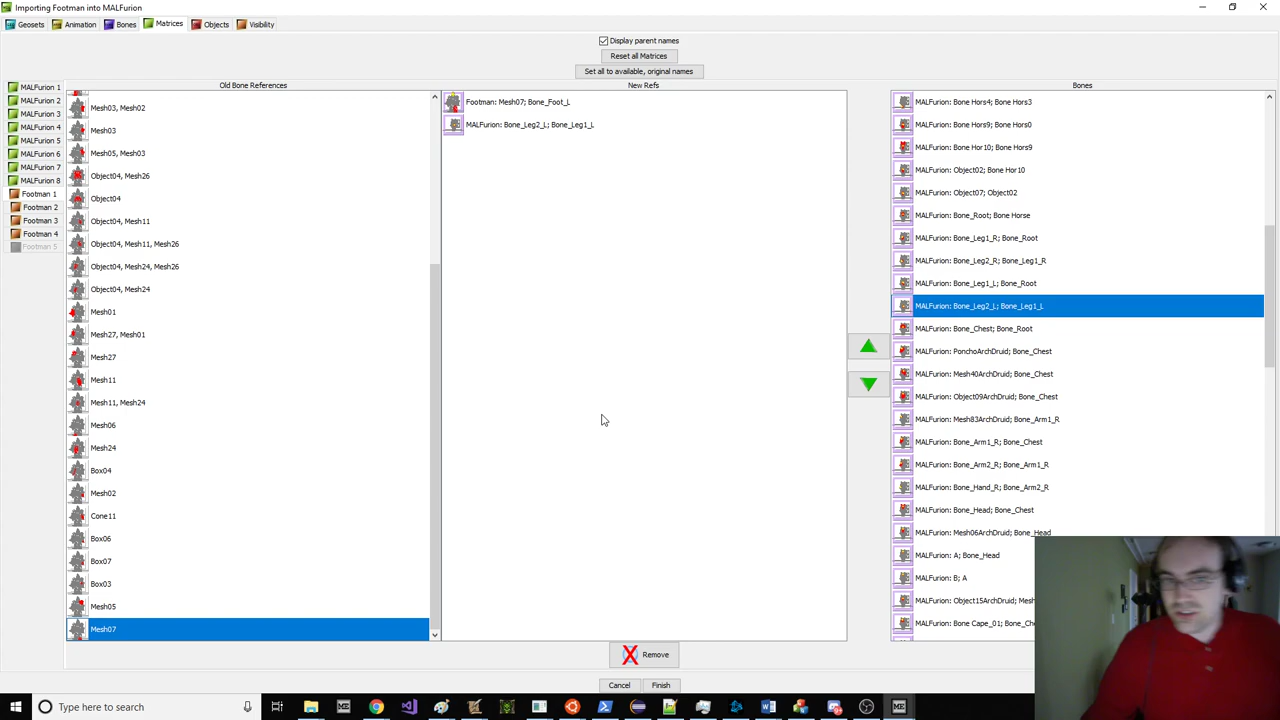 Importing Footman into MALFurion
Geosets Animation Bones Matrices Objects Visibility
Display parent names
Reset all Matrices
Set all to available, original names
Old Bone References
New Refs
Bones
MALFurion 1
MALFurion 2
MALFurion 3
MALFurion 4
MALFurion 5
MALFurion 6
MALFurion 7
MALFurion 8
Footman 1
Footman 2
Footman 3
Footman 4
Footman 5
Mesh03, Mesh02
Mesh03
Mesh05, Mesh03
Object04, Mesh26
Object04
Object04, Mesh11
Object04, Mesh11, Mesh26
Object04, Mesh24, Mesh26
Object04, Mesh24
Mesh01
Mesh27, Mesh01
Mesh27
Mesh11
Mesh11, Mesh24
Mesh06
Mesh24
Box04
Mesh02
Cone11
Box06
Box07
Box03
Mesh05
Mesh07
Footman: Mesh07; Bone_Foot_L
MALFurion: Bone_Leg2_L; Bone_Leg1_L
MALFurion: Bone Hors4; Bone Hors3
MALFurion: Bone Hors9; Bone Hors0
MALFurion: Bone Hor10; Bone Hors9
MALFurion: Object02; Bone Hor10
MALFurion: Object07; Object02
MALFurion: Bone_Root; Bone Horse
MALFurion: Bone_Leg1_R; Bone_Root
MALFurion: Bone_Leg2_R; Bone_Leg1_R
MALFurion: Bone_Leg1_L; Bone_Root
MALFurion: Bone_Leg2_L; Bone_Leg1_L
MALFurion: Bone_Chest; Bone_Root
MALFurion: PonchoArchDruid; Bone_Chest
MALFurion: Mesh40ArchDruid; Bone_Chest
MALFurion: Object09ArchDruid; Bone_Chest
MALFurion: Mesh83ArchDruid; Bone_Arm1_R
MALFurion: Bone_Arm1_R; Bone_Chest
MALFurion: Bone_Arm2_R; Bone_Arm1_R
MALFurion: Bone_Hand_R; Bone_Arm2_R
MALFurion: Bone_Head; Bone_Chest
MALFurion: Mesh06ArchDruid; Bone_Head
MALFurion: A; Bone_Head
MALFurion: B; A
MALFurion: Object15ArchDruid;
MALFurion: Bone Cape_01;
Remove
Cancel Finish
Type here to search